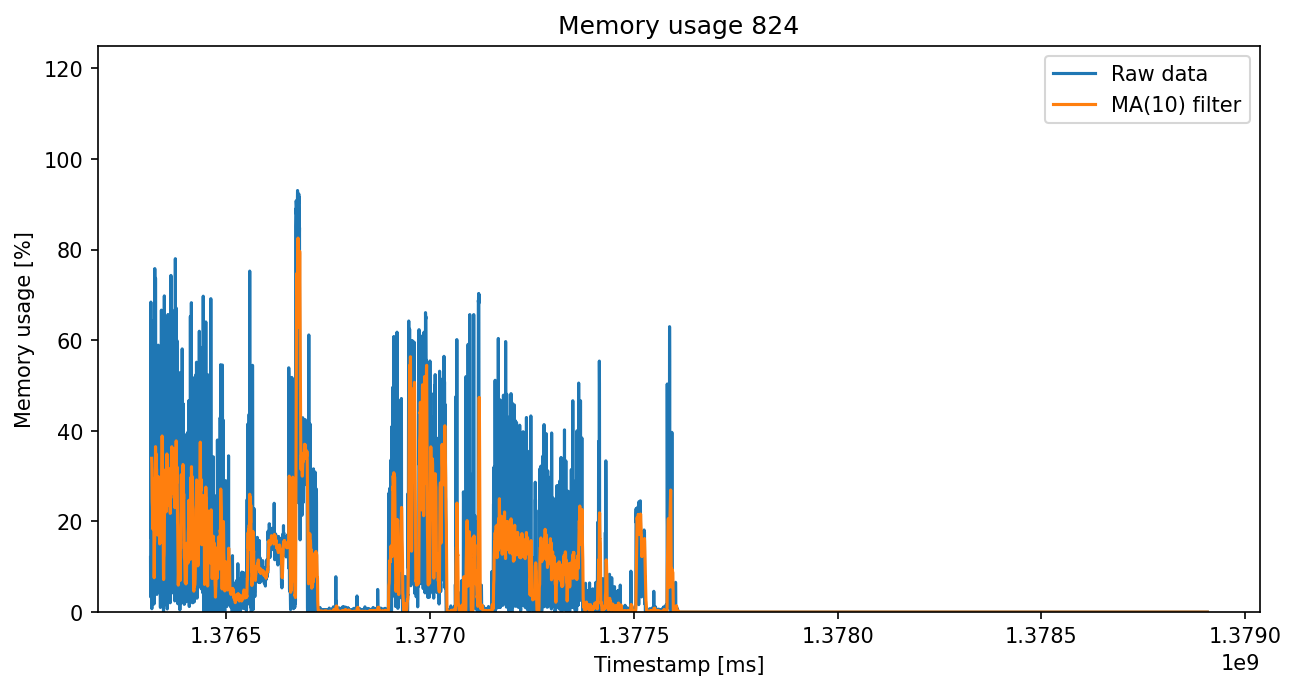 Memory usage 824
Raw data
MA(10) filter
Memory usage [%]
120
100
80
60
40
20
0
1.3765 1.3770 1.3775 1.3780 1.3785 1.3790
1e9
Timestamp [ms]